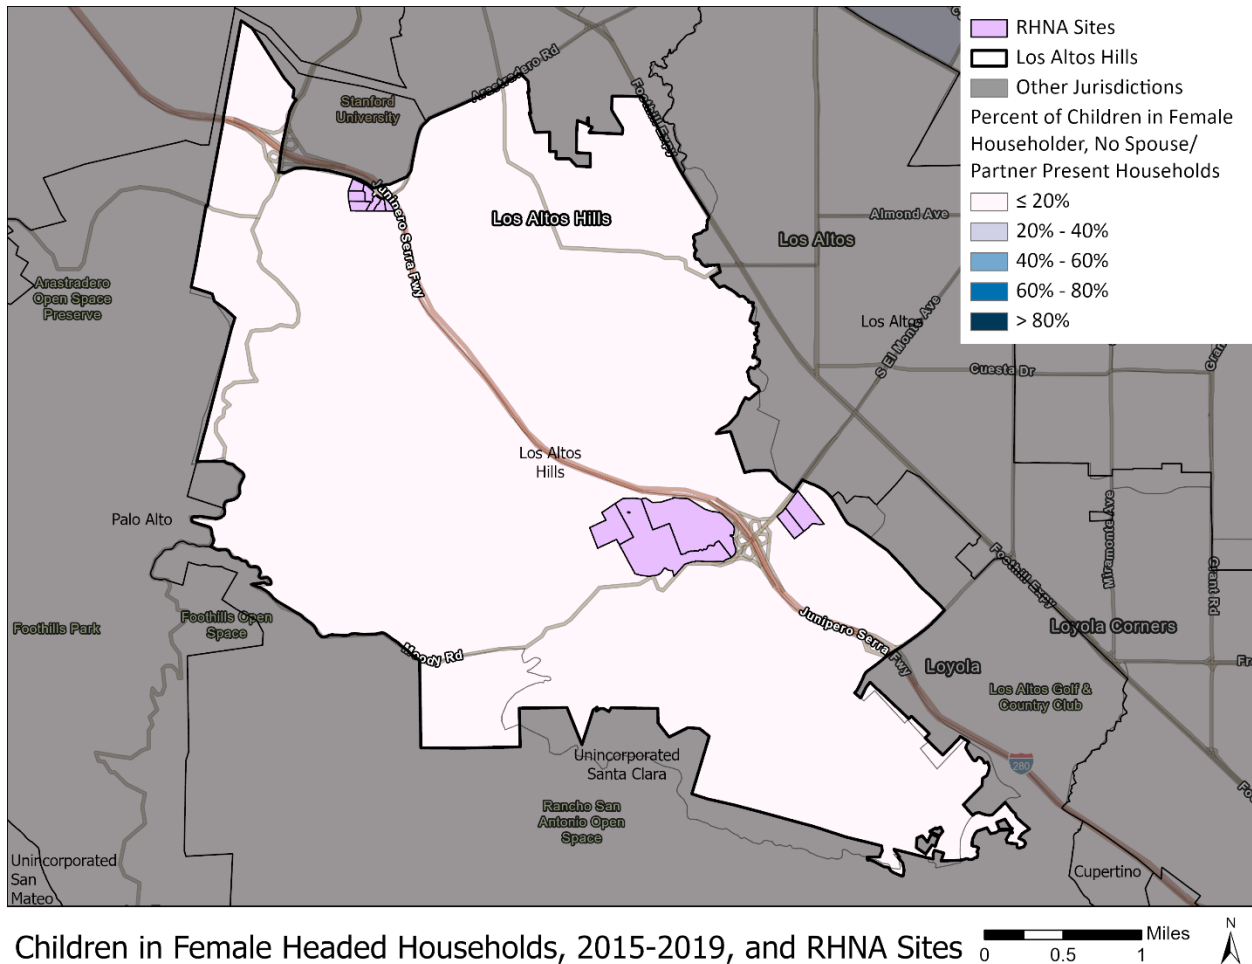 RHNA Sites
Los Altos Hills
Other Jurisdictions
Percent of Children in Female
Householder, No Spouse/
Partner Present Households
≤ 20%
20% - 40%
40% - 60%
60% - 80%
> 80%
Arastradero Rd
Foothill Expy
Stanford
University
Juninero Serra Fwy
Los Altos Hills
Almond Ave
Los Altos
Arastradero
Open Space
Preserve
Los Altos
S El Monte Ave
Cuesta Dr
Los Altos
Hills
Palo Alto
Miramonte Ave
Grant Rd
Foothill Expy
Foothills Park
Foothills Open
Space
Moody Rd
Junipero Serra Fwy
Loyola Corners
Loyola
Los Altos Golf &
Country Club
280
Unincorporated
Santa Clara
Rancho San
Antonio Open
Space
Unincorporated
San
Mateo
Cupertino
Children in Female Headed Households, 2015-2019, and RHNA Sites
Miles
0 0.5 1
N